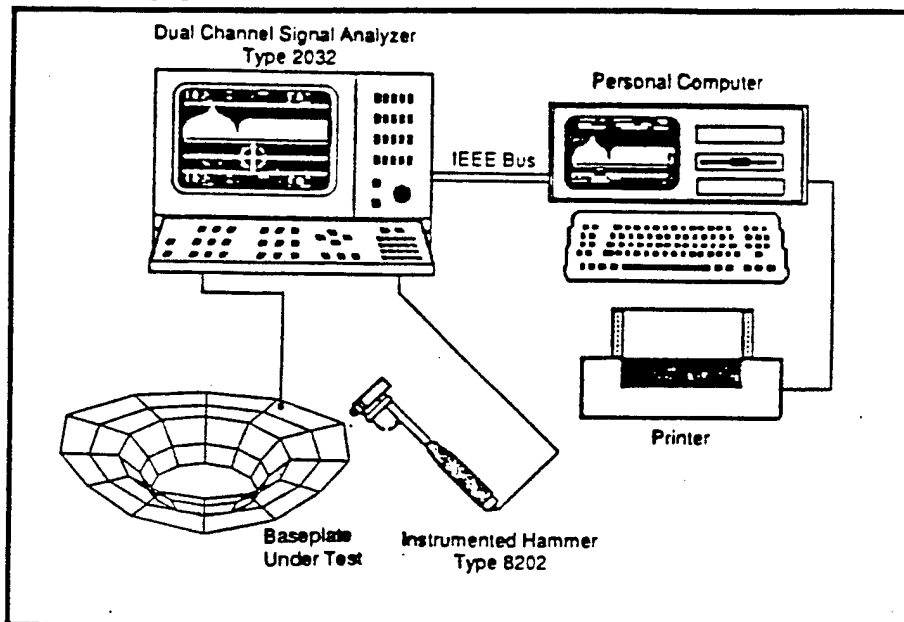 Dual Channel Signal Analyzer
Type 2032
Personal Computer
IEEE Bus
Printer
Baseplate
Under Test
Instrumented Hammer
Type 8202